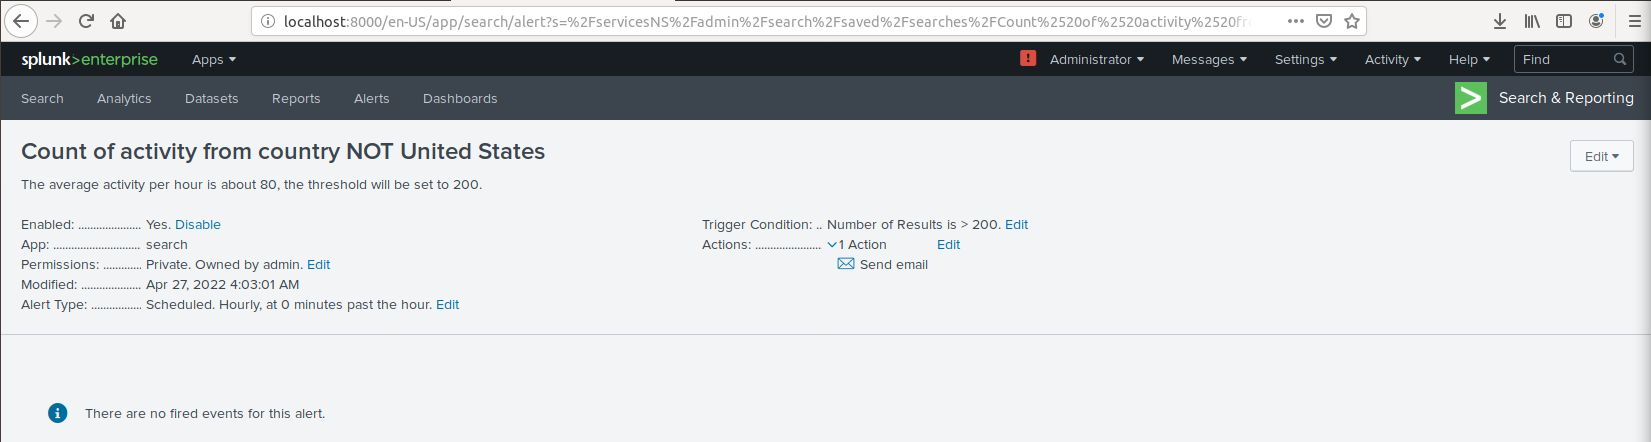 localhost:8000/en-US/app/search/alert?s=%2FservicesNS%2Fadmin%2Fsearch%2Fsaved%2Fsearches%2FCount%2520of%2520activity%2520fr
splunk>enterprise Apps ! Administrator Messages Settings Activity Help Find
Search Analytics Datasets Reports Alerts Dashboards > Search & Reporting
Count of activity from country NOT United States Edit
The average activity per hour is about 80, the threshold will be set to 200.
Enabled: ..................... Yes. Disable Trigger Condition: .. Number of Results is > 200. Edit
App: ............................. search Actions: ...................... 1 Action Edit
Permissions: ............. Private. Owned by admin. Edit Send email
Modified: .................... Apr 27, 2022 4:03:01 AM
Alert Type: ................. Scheduled. Hourly, at 0 minutes past the hour. Edit
There are no fired events for this alert.